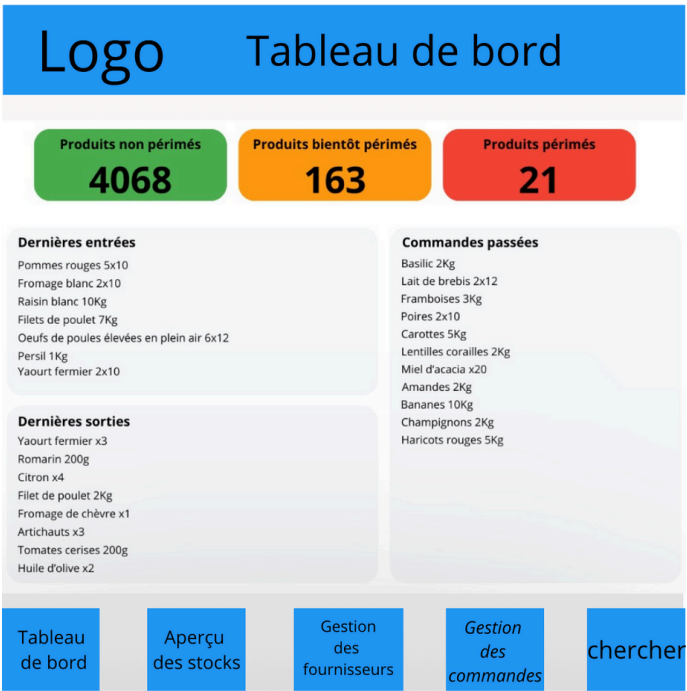 Logo
Tableau de bord
Produits non périmés
4068
Produits bientôt périmés
163
Produits périmés
21
Dernières entrées
Pommes rouges 5x10
Fromage blanc 2x10
Raisin blanc 10Kg
Filets de poulet 7Kg
Oeufs de poules élevées en plein air 6x12
Persil 1Kg
Yaourt fermier 2x10
Dernières sorties
Yaourt fermier x3
Romarin 200g
Citron x4
Filet de poulet 2Kg
Fromage de chèvre x1
Artichauts x3
Tomates cerises 200g
Huile d'olive x2
Commandes passées
Basilic 2Kg
Lait de brebis 2x12
Framboises 3Kg
Poires 2x10
Carottes 5Kg
Lentilles corailles 2Kg
Miel d'acacia x20
Amandes 2Kg
Bananes 10Kg
Champignons 2Kg
Haricots rouges 5Kg
Tableau
de bord
Aperçu
des stocks
Gestion
des
fournisseurs
Gestion
des
commandes
chercher